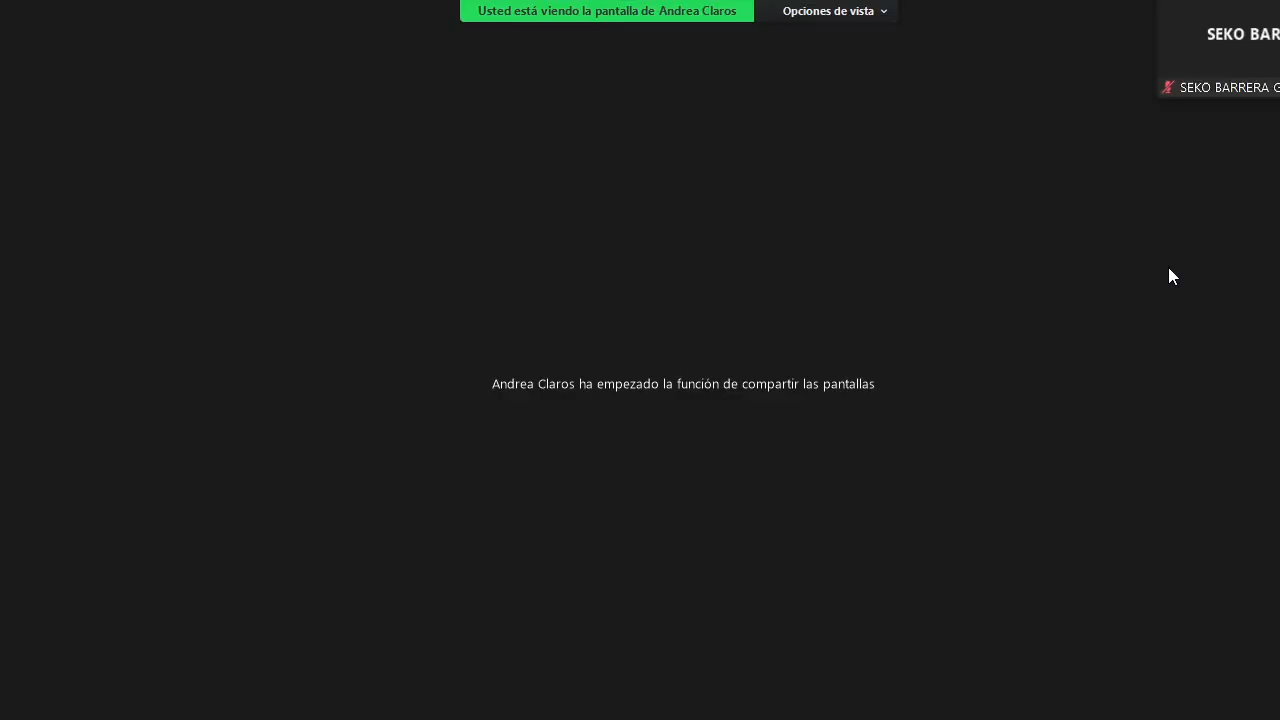 Usted está viendo la pantalla de Andrea Claros
Opciones de vista
SEKO BAR
SEKO BARRERA G
Andrea Claros ha empezado la función de compartir las pantallas